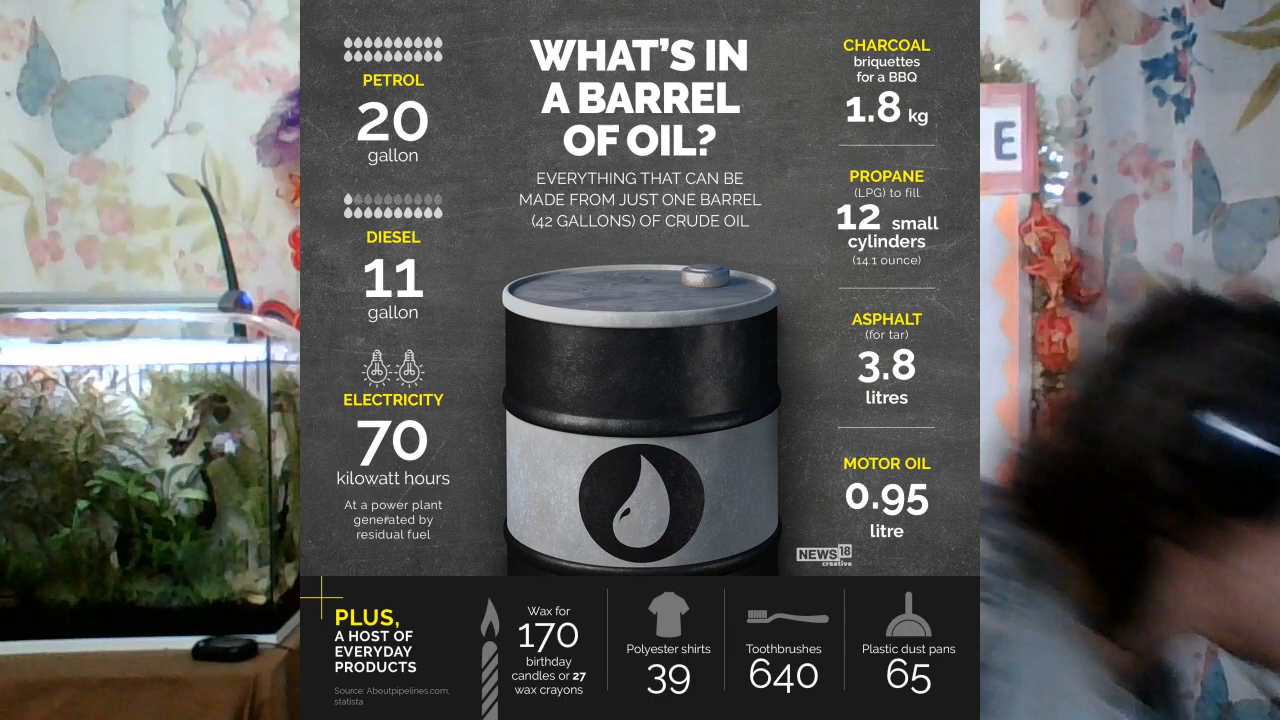 PETROL
20
gallon
DIESEL
11
gallon
ELECTRICITY
70
kilowatt hours
At a power plant
generated by
residual fuel
WHAT'S IN
A BARREL
OF OIL?
EVERYTHING THAT CAN BE
MADE FROM JUST ONE BARREL
(42 GALLONS) OF CRUDE OIL
CHARCOAL
briquettes
for a BBQ
1.8 kg
PROPANE
(LPG) to fill
12 small
cylinders
(14.1 ounce)
ASPHALT
(for tar)
3.8
litres
MOTOR OIL
0.95
litre
NEWS18
creative
PLUS,
A HOST OF
EVERYDAY
PRODUCTS
Source: Aboutpipelines.com,
statista
Wax for
170
birthday
candles or 27
wax crayons
Polyester shirts
39
Toothbrushes
640
Plastic dust pans
65
E